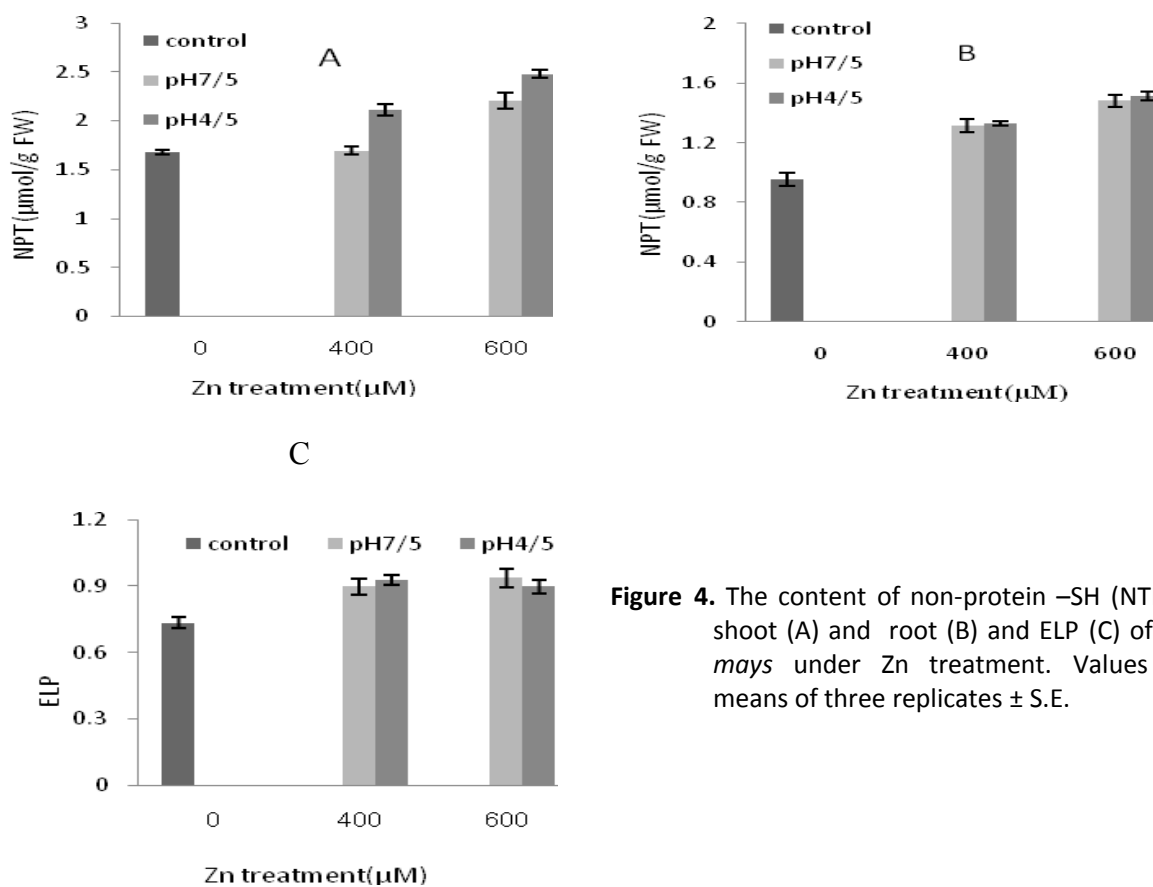 3
2.5
2
1.5
1
0.5
0
NPT(µmol/g FW)
control
pH7/5
pH4/5
A
0 400 600
Zn treatment(µM)
2
1.6
1.2
0.8
0.4
0
NPT(µmol/g FW)
control
pH7/5
pH4/5
B
0 400 600
Zn treatment(µM)
C
1.2
0.9
0.6
0.3
0
ELP
control pH7/5 pH4/5
0 400 600
Zn treatment(µM)
Figure 4. The content of non-protein –SH (NT
shoot (A) and root (B) and ELP (C) of
mays under Zn treatment. Values
means of three replicates ± S.E.